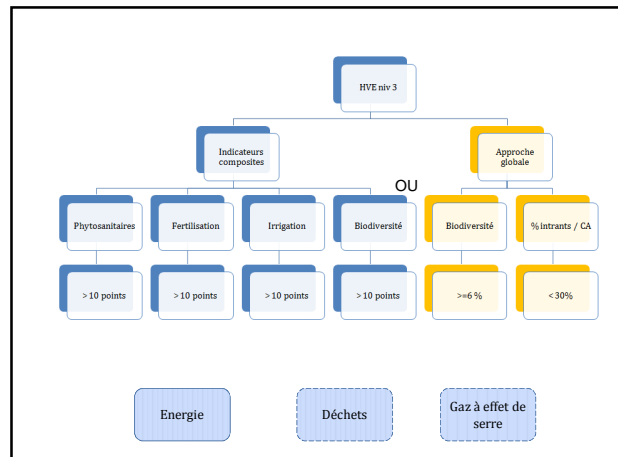 HVE niv 3
Indicateurs
composites
Approche
globale
OU
Phytosanitaires
Fertilisation
Irrigation
Biodiversité
Biodiversité
% intrants / CA
> 10 points
> 10 points
> 10 points
> 10 points
>=6 %
< 30%
Energie
Déchets
Gaz à effet de
serre